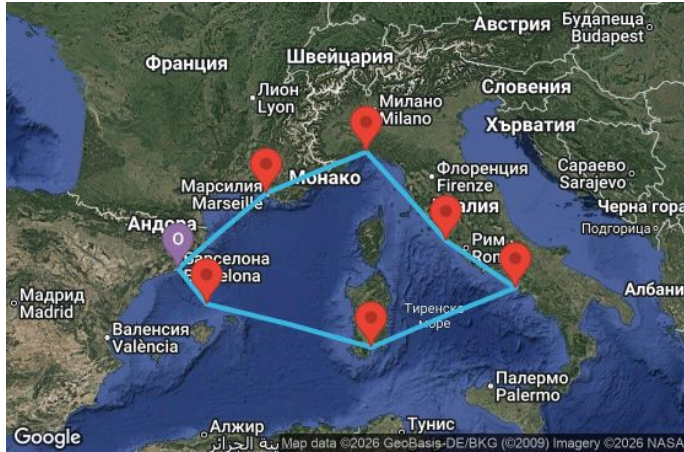 Австрия
Будапеща
Budapest
Швейцария
Франция
Словения
Лион
Lyon
Милано
Milano
Хърватия
Флоренция
Firenze
Сараево
Sarajevo
Монако
Марсилия
Marseille
Черна гора
Андора
Подгорица
Рим
O
Барселона
Мадрид
Madrid
Тиренско
море
Валенсия
València
Палермо
Palermo
Алжир
Тунис
Google
Map data ©2026 GeoBasis-DE/BKG (©2009) Imagery ©2026 NASA